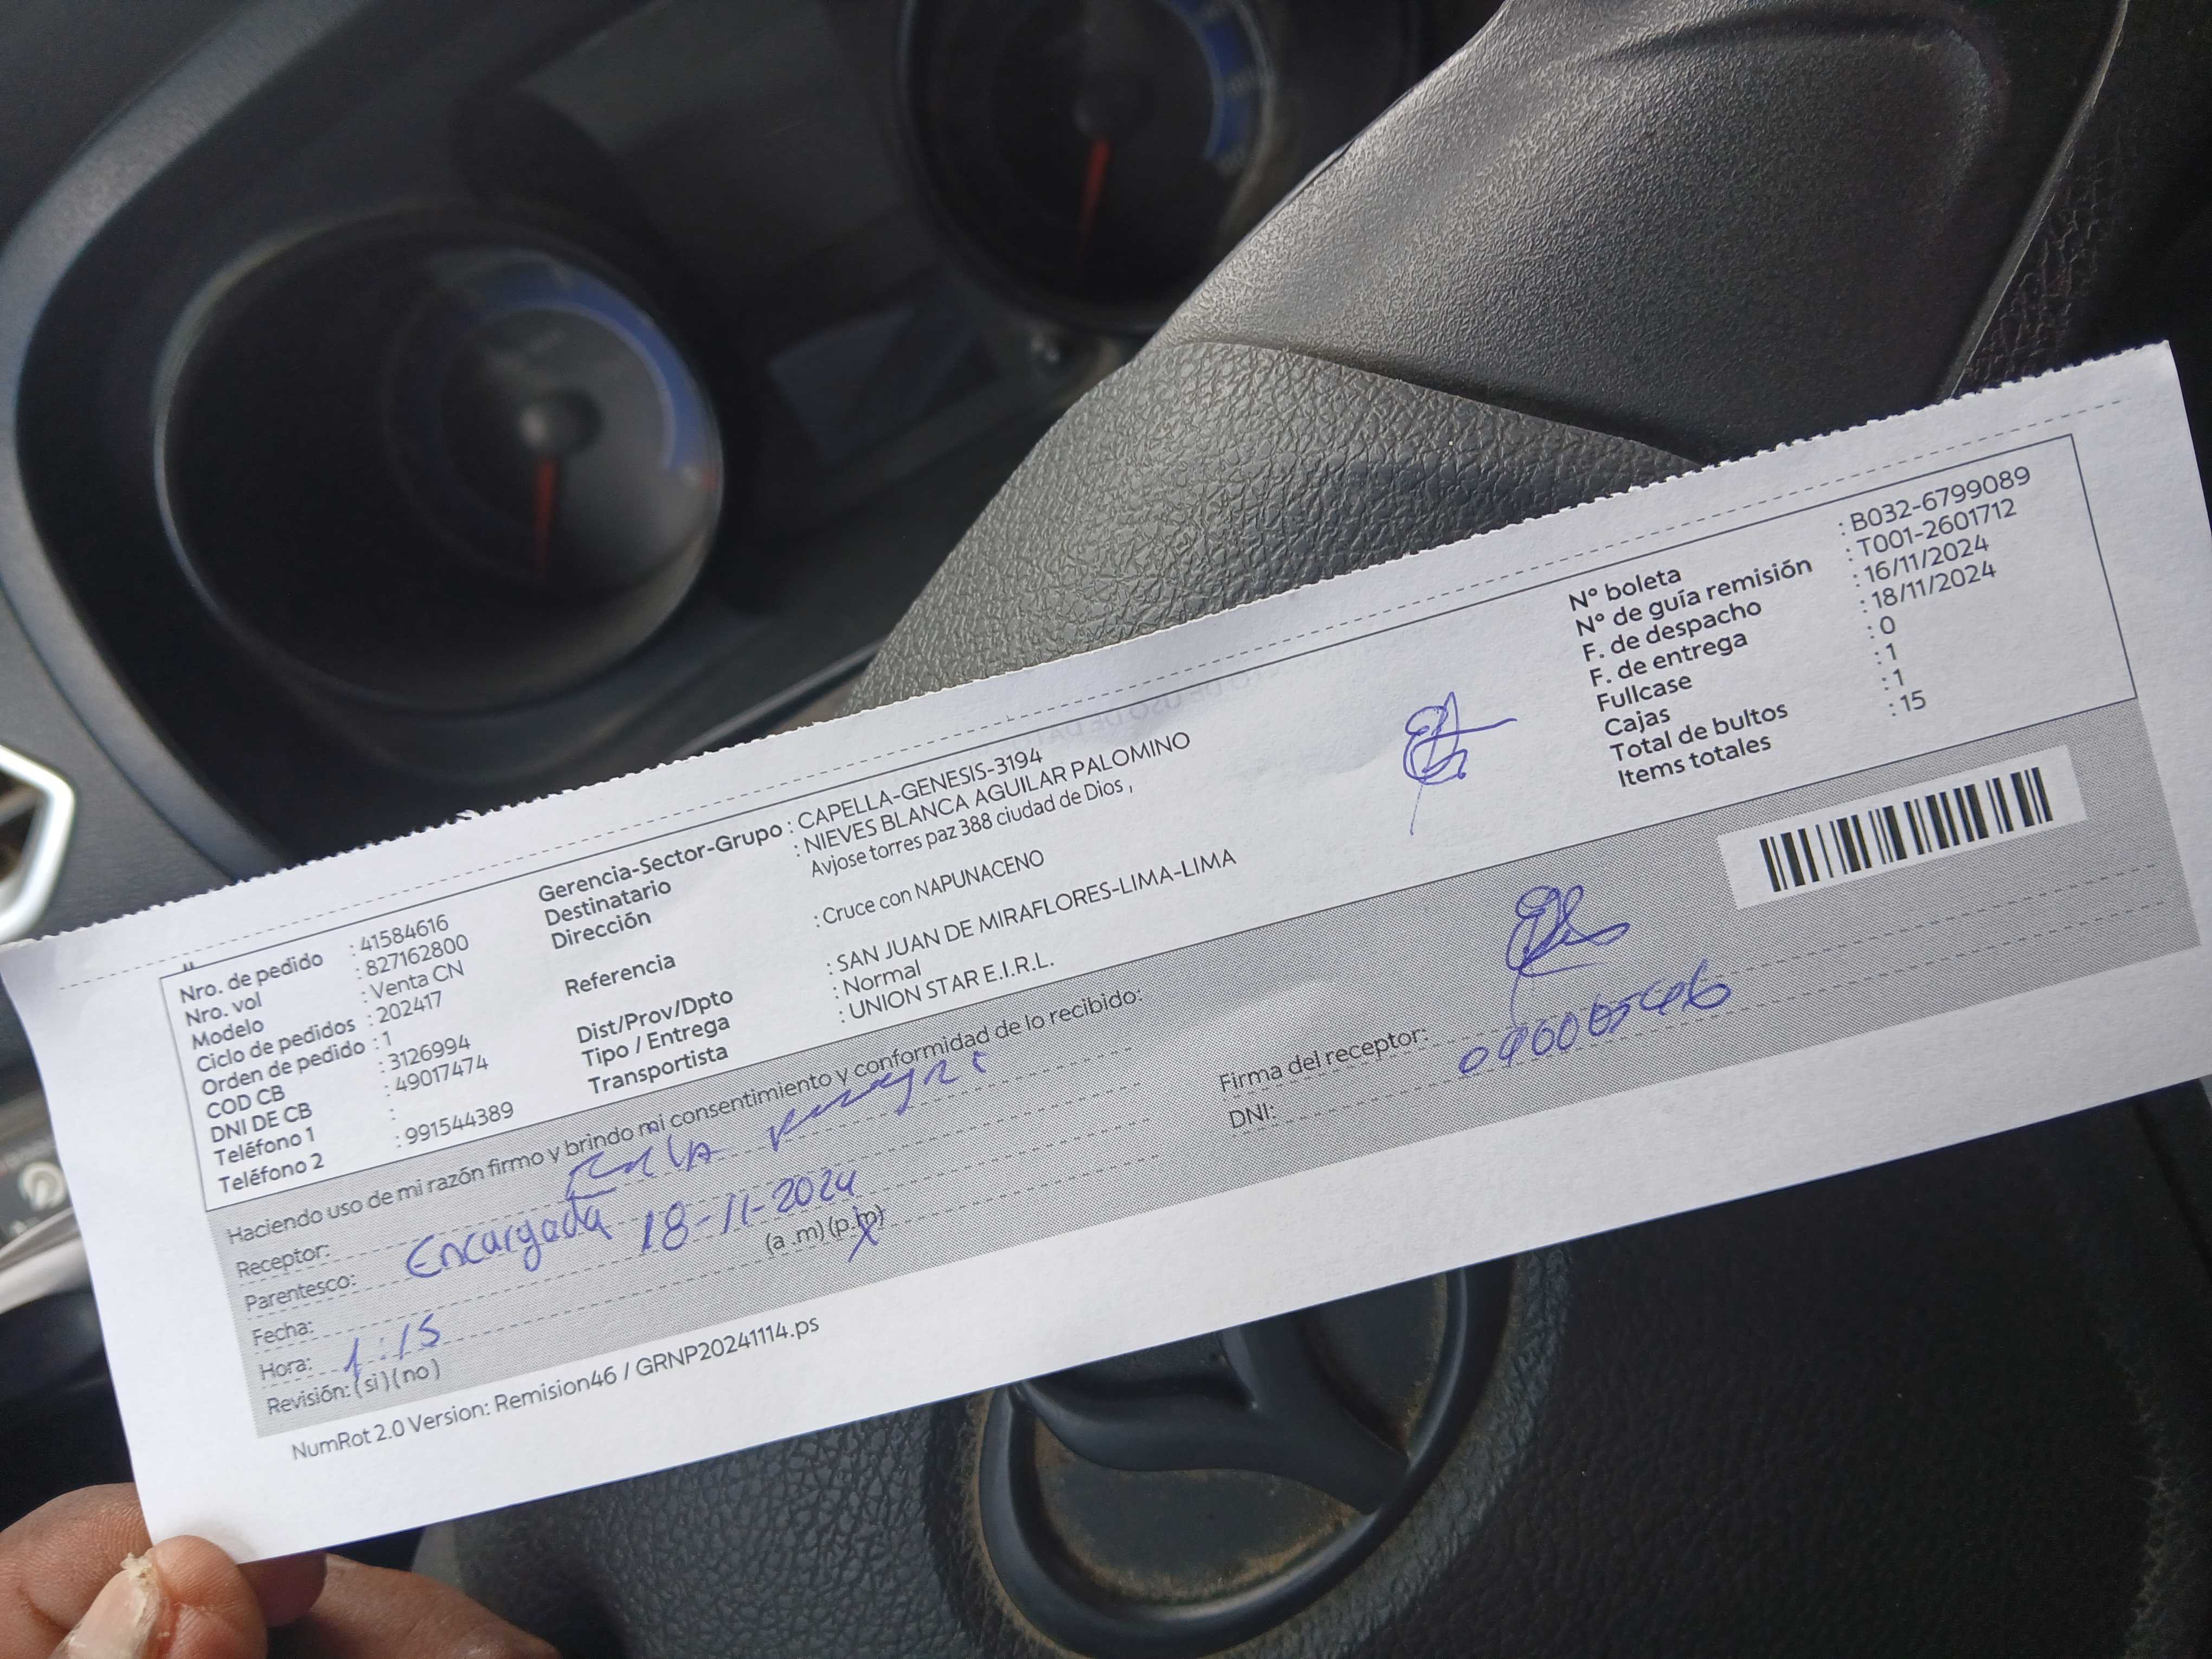 Nro. de pedido : 41584616
Nro. vol : 827162800
Modelo : Venta CN
Ciclo de pedidos : 202417
Orden de pedido : 1
COD CB : 3126994
DNI DE CB : 49017474
Teléfono 1 :
Teléfono 2 : 991544389
Gerencia-Sector-Grupo : CAPELLA-GENESIS-3194
Destinatario : NIEVES BLANCA AGUILAR PALOMINO
Dirección Avjose torres paz 388 ciudad de Dios ,
Referencia : Cruce con NAPUNACENO
Dist/Prov/Dpto : SAN JUAN DE MIRAFLORES-LIMA-LIMA
Tipo / Entrega : Normal
Transportista : UNION STAR E.I.R.L.
N° boleta : B032-6799089
N° de guía remisión : T001-2601712
F. de despacho : 16/11/2024
F. de entrega : 18/11/2024
Fullcase : 0
Cajas : 1
Total de bultos : 1
Items totales : 15
Haciendo uso de mi razón firmo y brindo mi consentimiento y conformidad de lo recibido:
Receptor:
Parentesco: Encargada
Fecha: 18-11-2024
Hora: 1:15 (a .m) (p.m)
Revisión: (si) (no)
Firma del receptor:
DNI:
NumRot 2.0 Version: Remision46 / GRNP20241114.ps